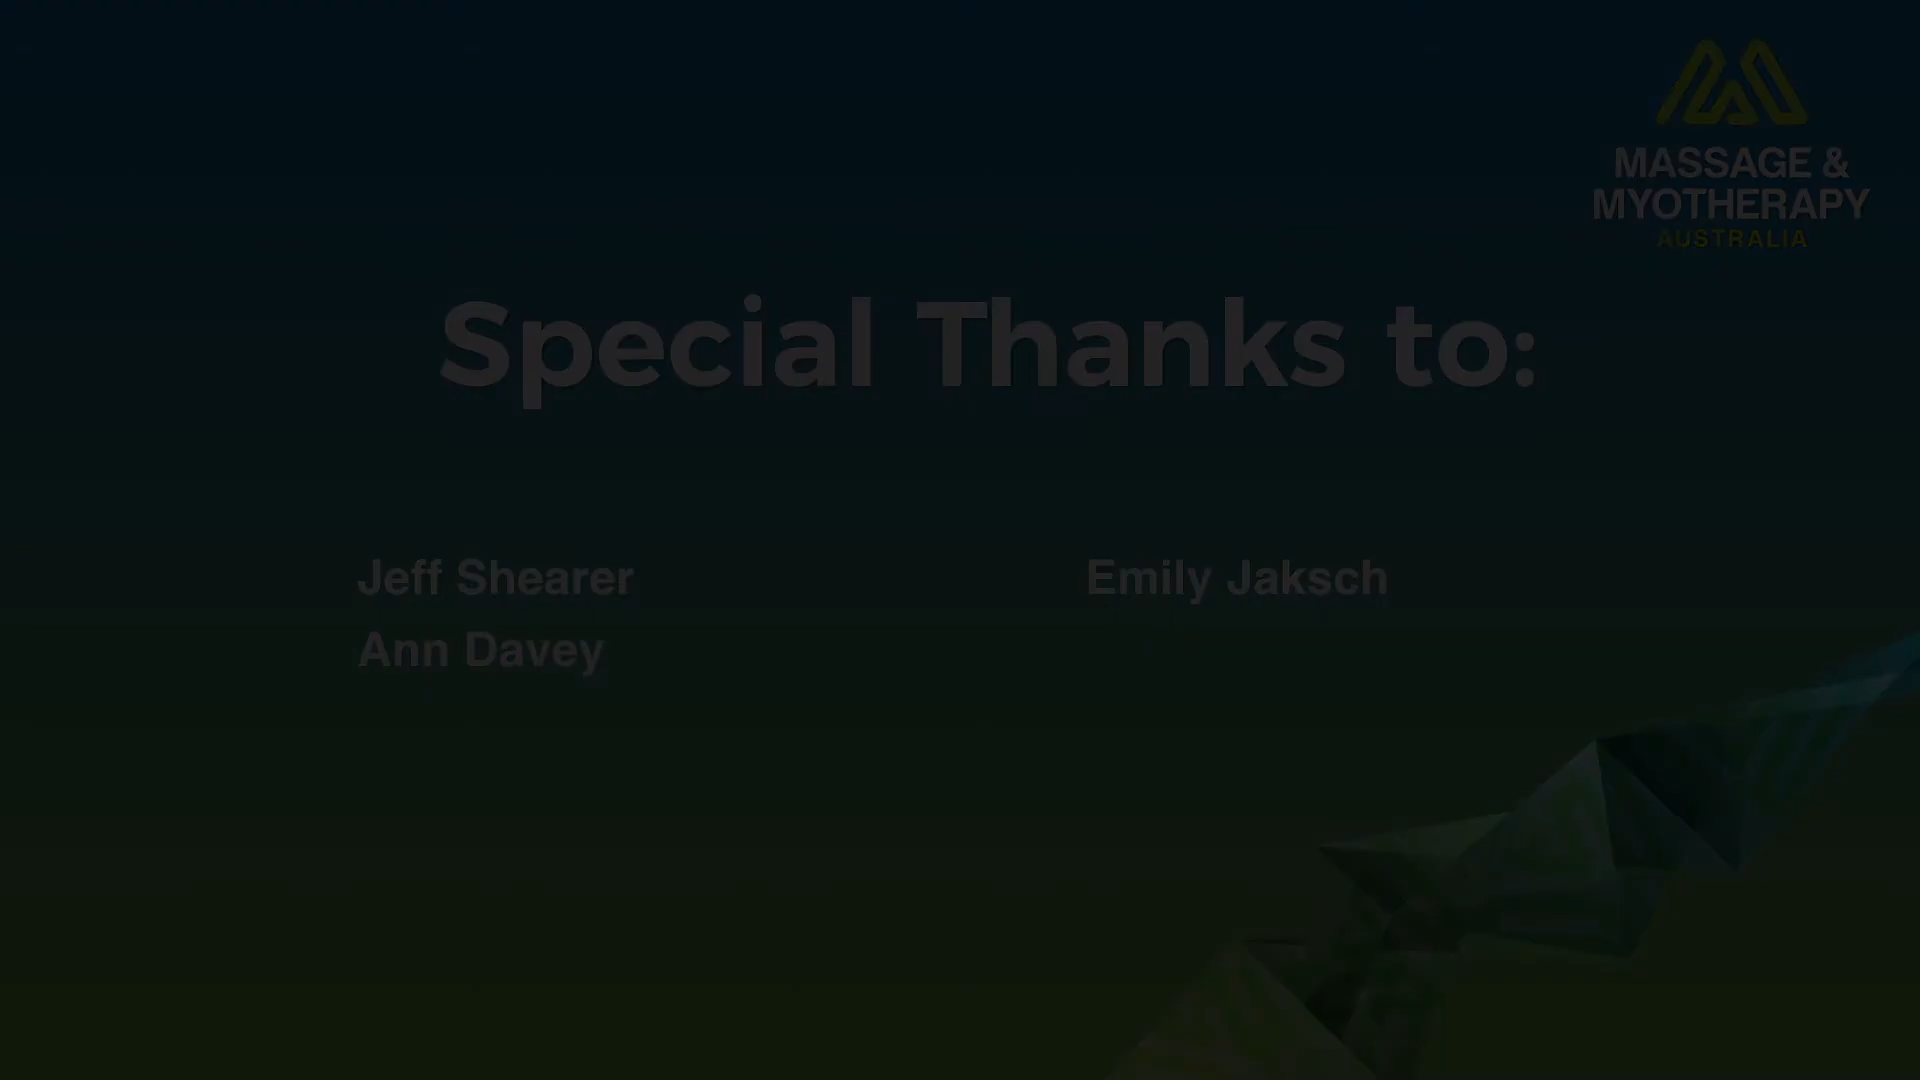 MASSAGE &
MYOTHERAPY
AUSTRALIA
Special Thanks to:
Jeff Shearer
Ann Davey
Emily Jaksch